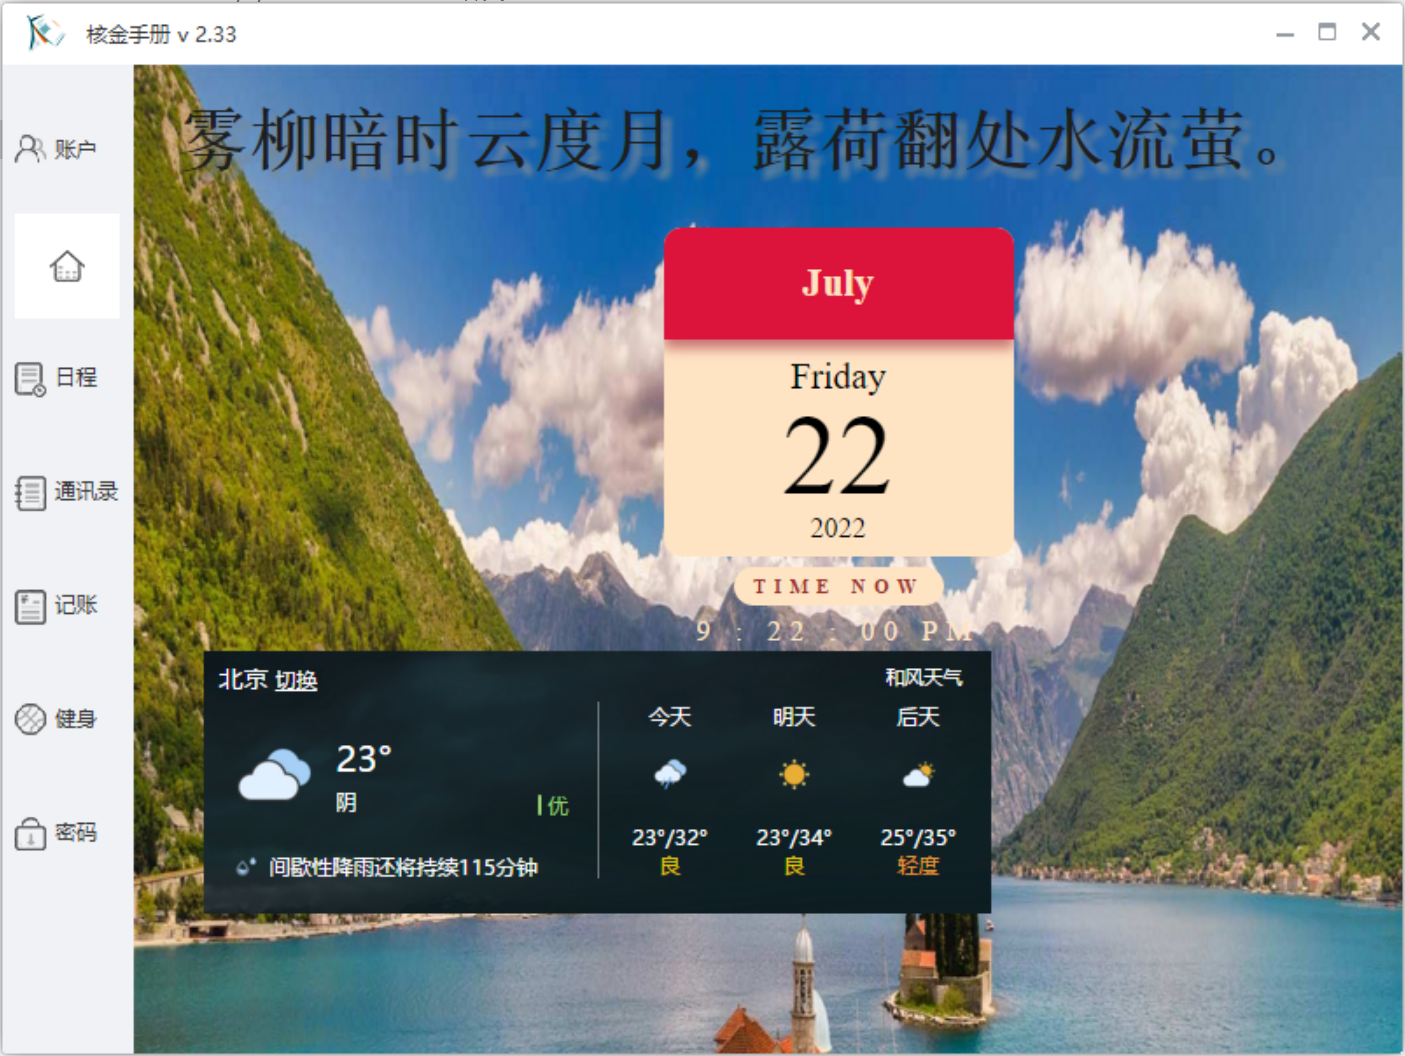 核金手册 v 2.33
账户
日程
通讯录
记账
健身
密码
雾柳暗时云度月，露荷翻处水流萤。
July
Friday
22
2022
TIME NOW
9 : 22 : 00 PM
北京 切换
和风天气
23°
阴
优
间歇性降雨还将持续115分钟
今天 明天 后天
23°/32° 23°/34° 25°/35°
良 良 轻度